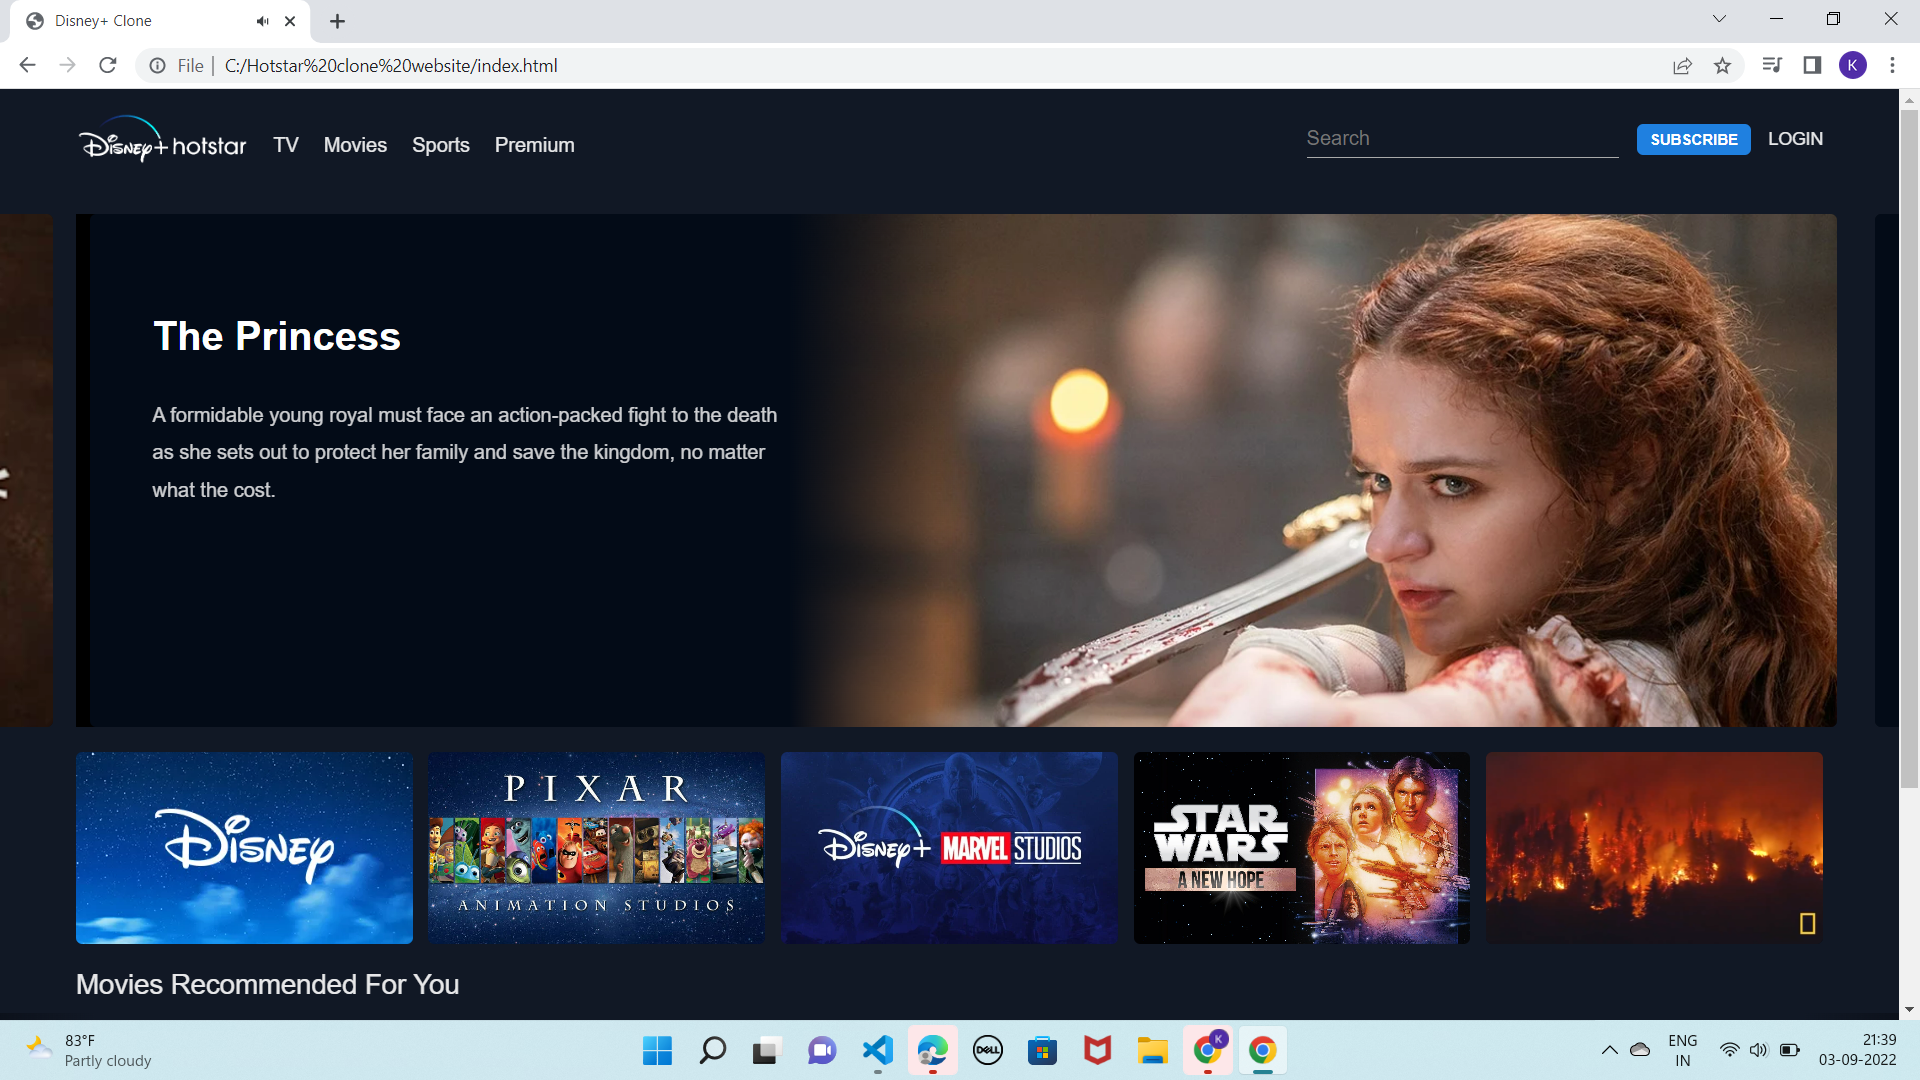 Disney+ Clone
File
C:/Hotstar%20clone%20website/index.html
K
Disney+ hotstar
TV
Movies
Sports
Premium
Search
SUBSCRIBE
LOGIN
The Princess
A formidable young royal must face an action-packed fight to the death
as she sets out to protect her family and save the kingdom, no matter
what the cost.
Disney
PIXAR
ANIMATION STUDIOS
Disney+ MARVEL STUDIOS
STAR
WARS
A NEW HOPE
Movies Recommended For You
83°F
Partly cloudy
DELL
K
ENG
IN
21:39
03-09-2022